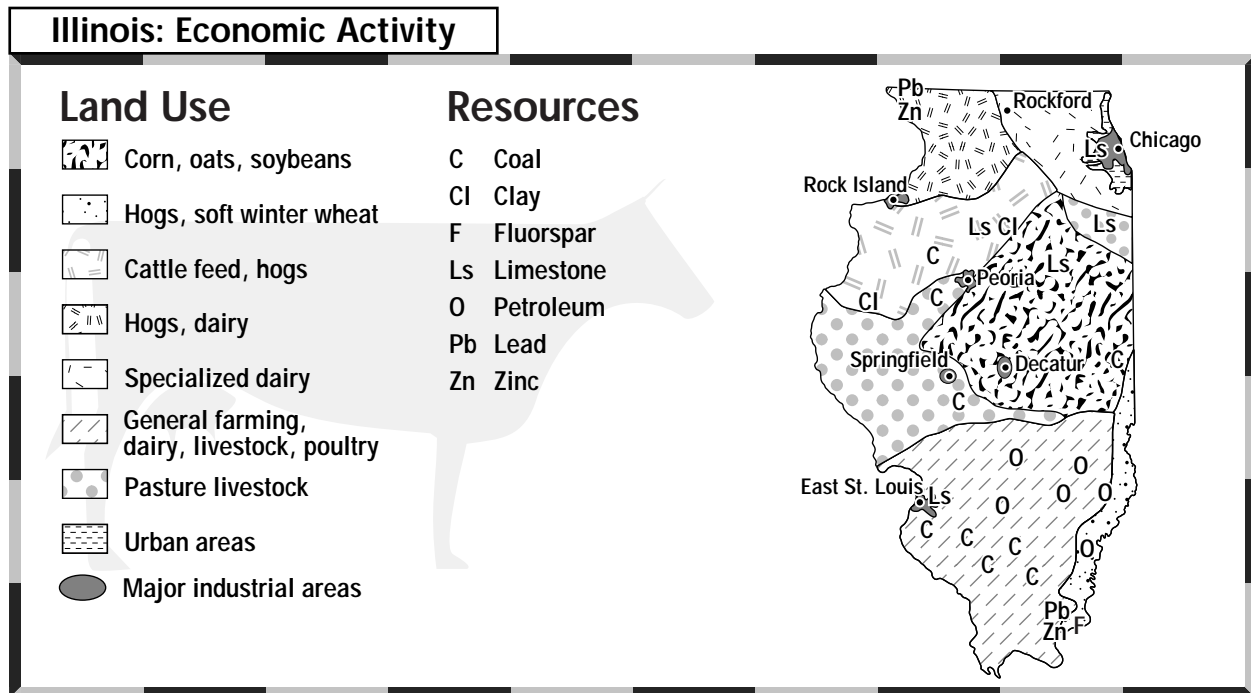 Illinois: Economic Activity
Land Use
Corn, oats, soybeans
Hogs, soft winter wheat
Cattle feed, hogs
Hogs, dairy
Specialized dairy
General farming,
dairy, livestock, poultry
Pasture livestock
Urban areas
Major industrial areas
Resources
C Coal
Cl Clay
F Fluorspar
Ls Limestone
O Petroleum
Pb Lead
Zn Zinc
Pb
Zn
Rockford
Ls
Chicago
Rock Island
Ls Cl
Ls
C
Ls
Cl
C
Peoria
Springfield
Decatur
C
C
O
O
East St. Louis
Ls
O
O
O
C
C
C
O
C
C
Pb
Zn
F